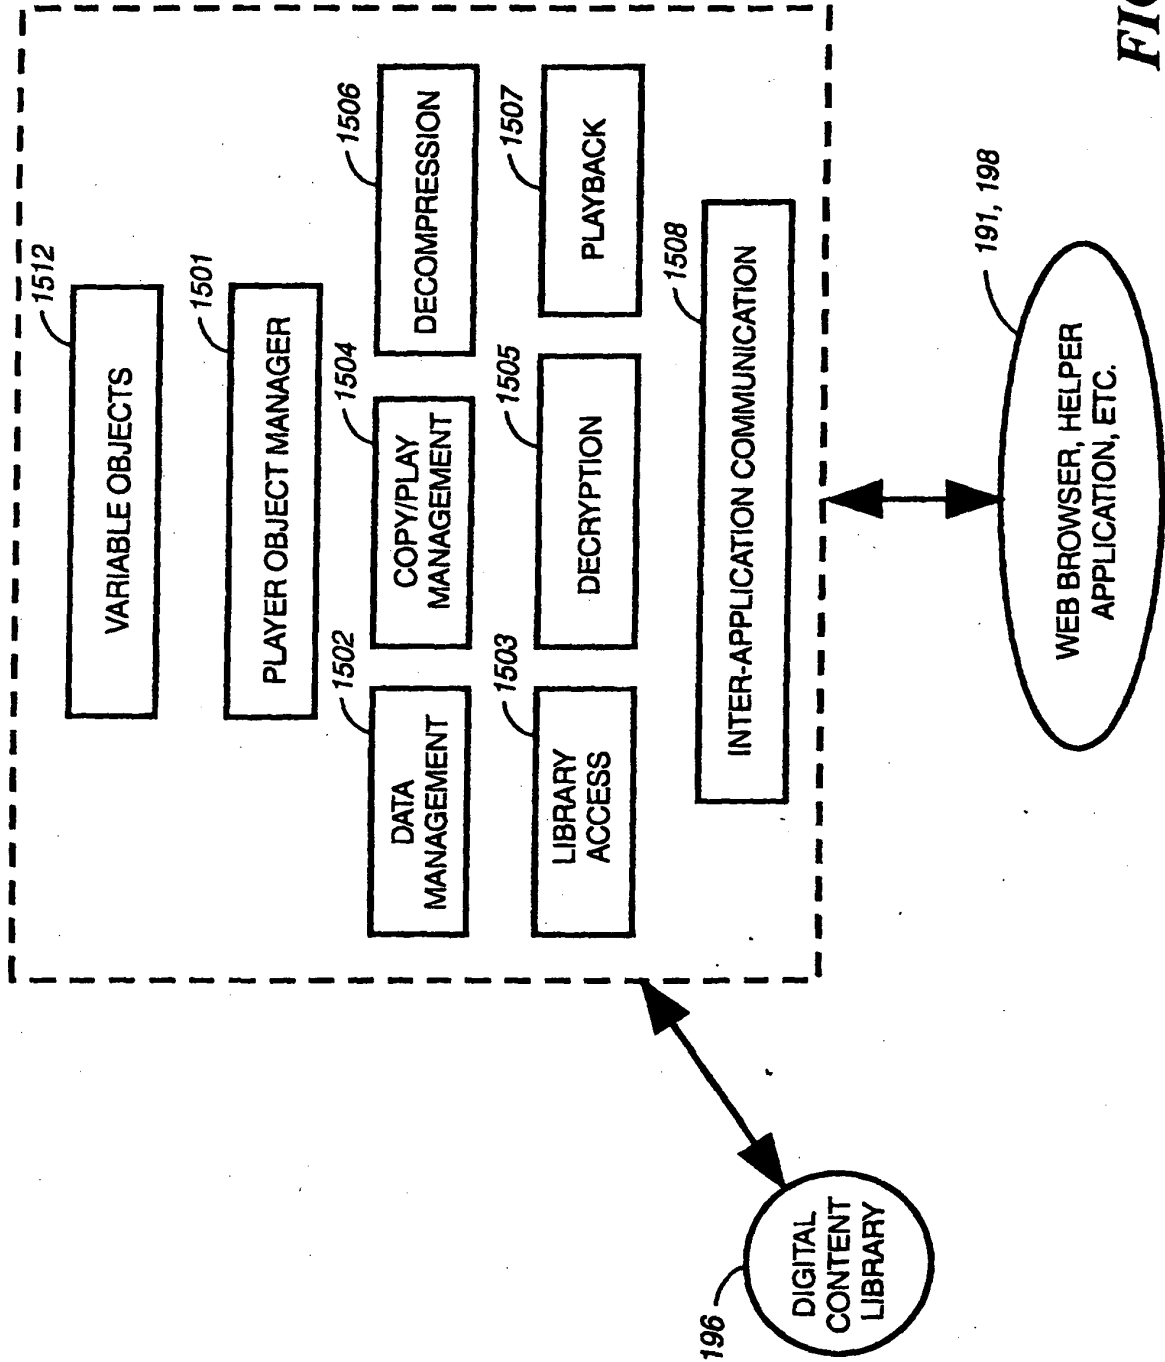 1512
VARIABLE OBJECTS
1501
PLAYER OBJECT MANAGER
1502
DATA
MANAGEMENT
1504
COPY/PLAY
MANAGEMENT
1506
DECOMPRESSION
1503
LIBRARY
ACCESS
1505
DECRYPTION
1507
PLAYBACK
1508
INTER-APPLICATION COMMUNICATION
196
DIGITAL
CONTENT
LIBRARY
191, 198
WEB BROWSER, HELPER
APPLICATION, ETC.